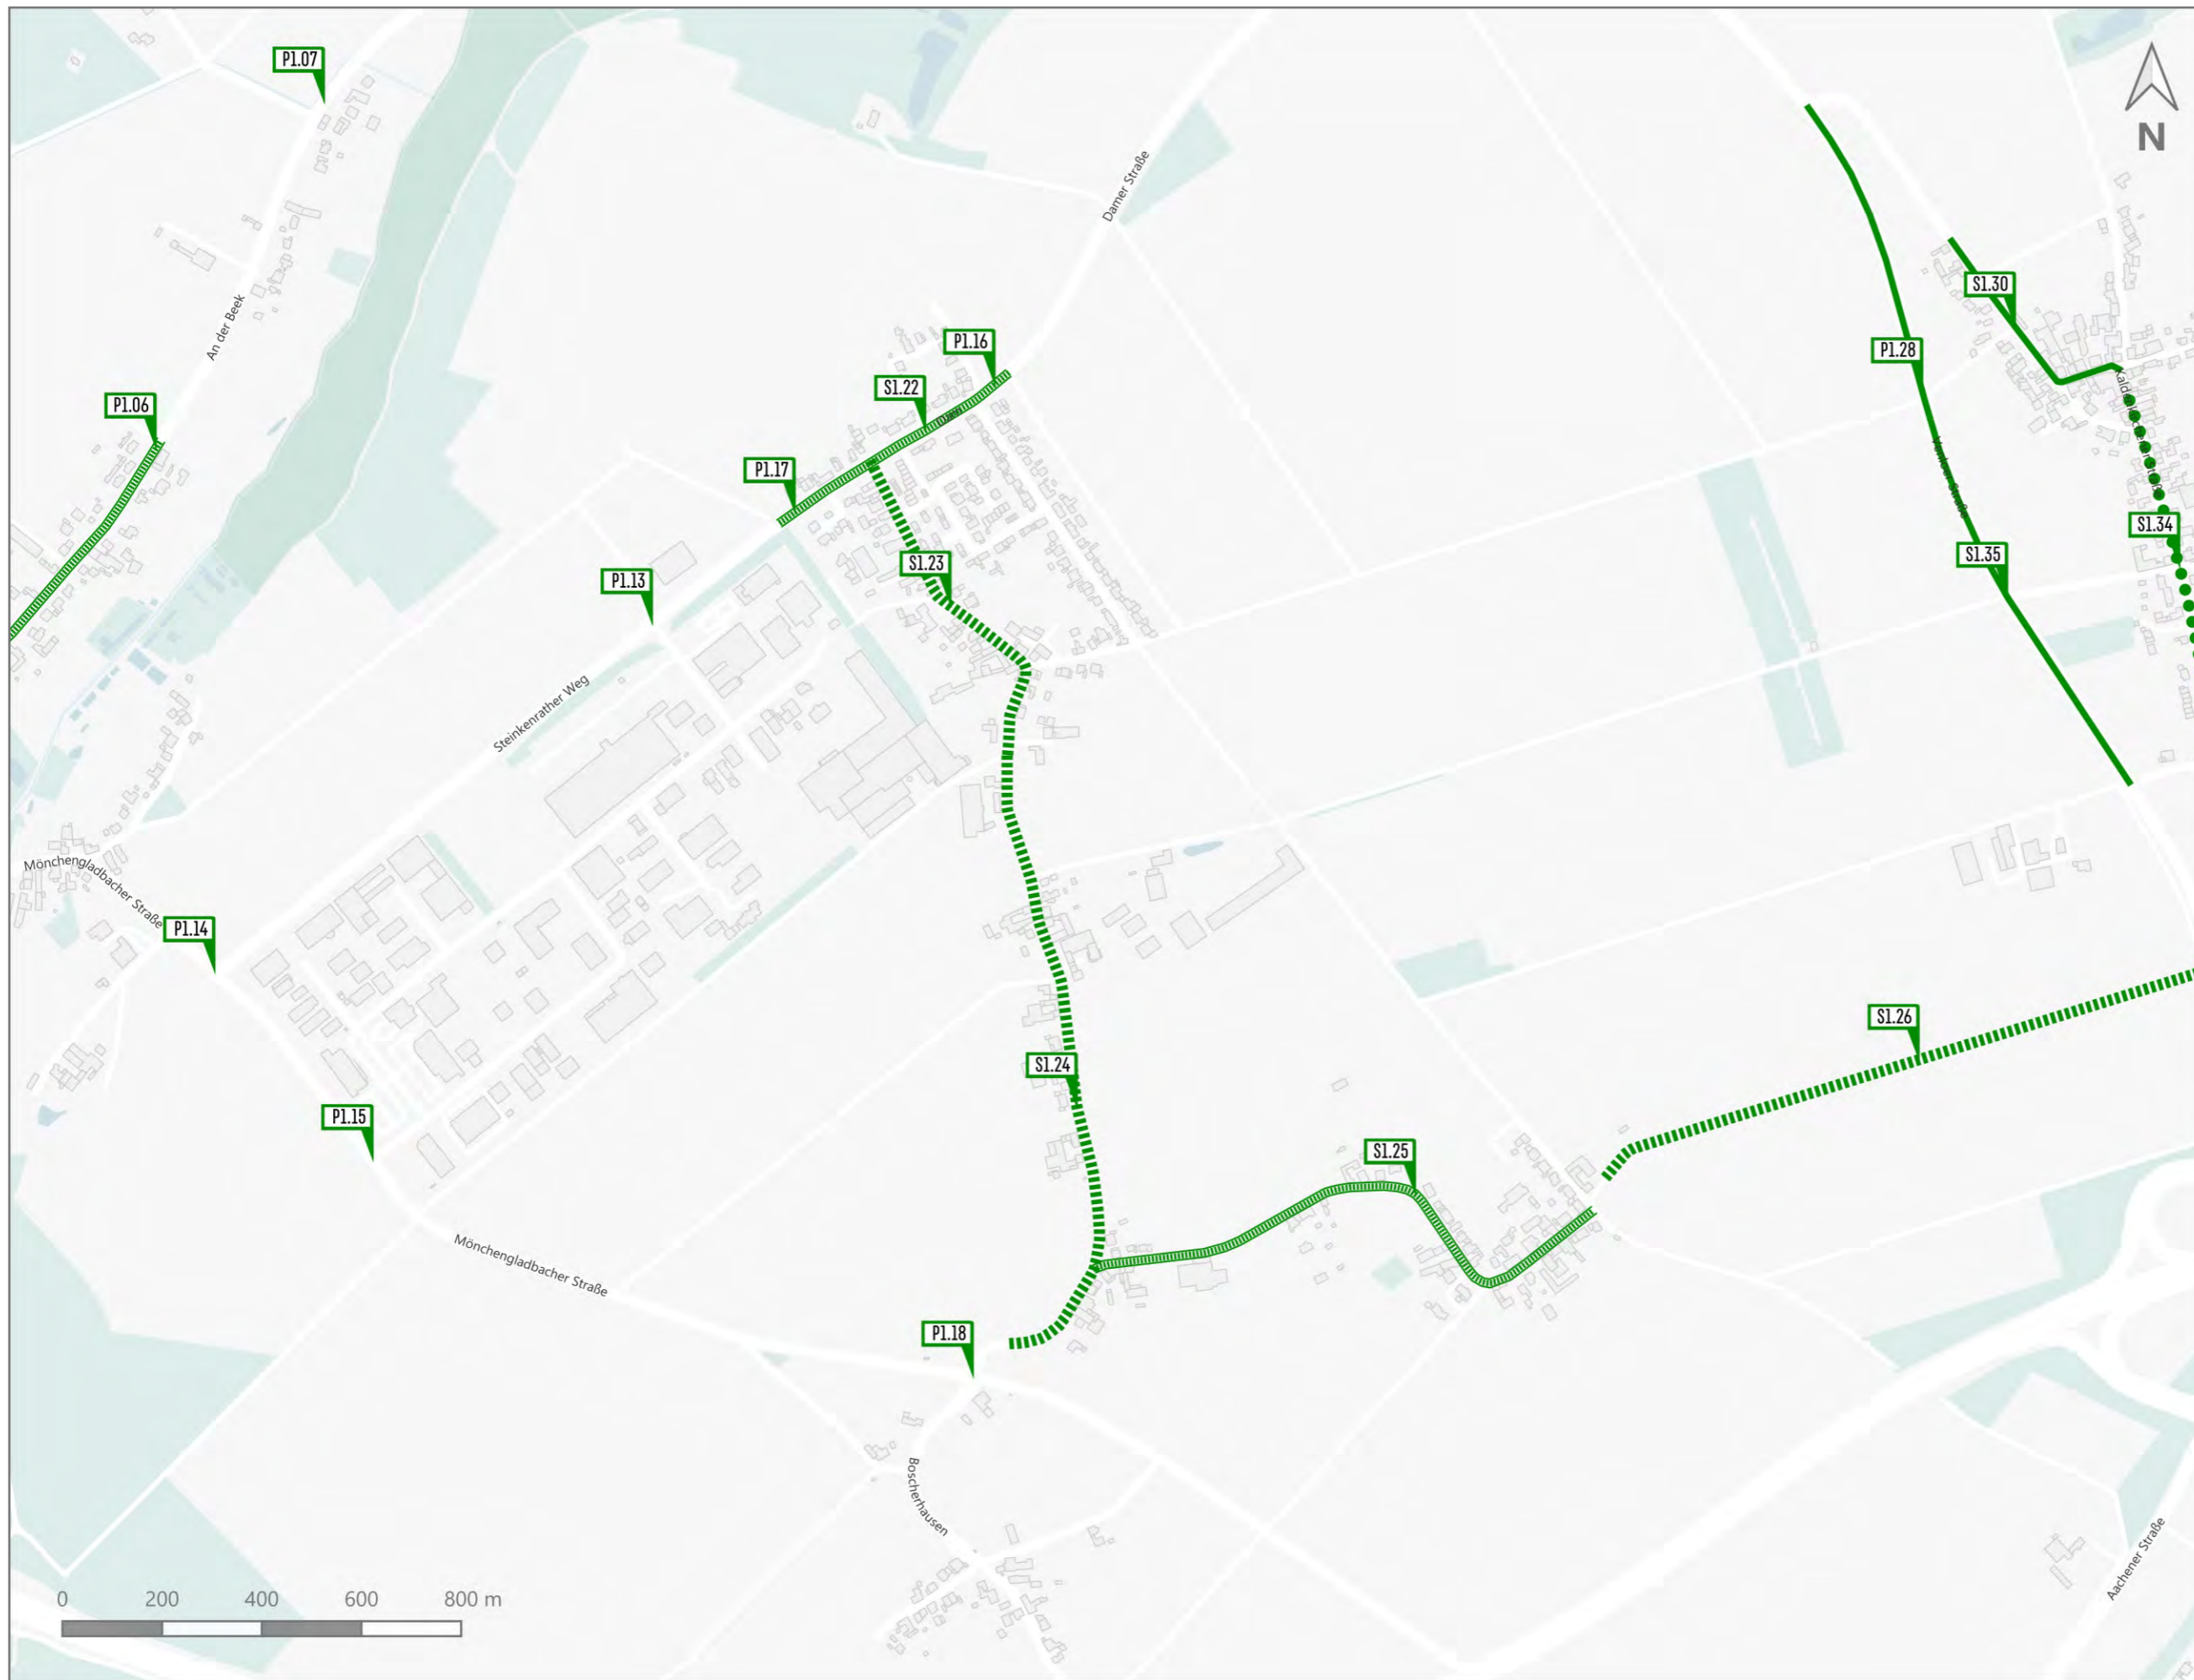 P1.07
N
Damer Straße
An der Beek
S1.30
P1.16
P1.28
S1.22
P1.06
P1.17
Venloer Straße
S1.34
S1.35
S1.23
P1.13
Steinkenrather Weg
Mönchengladbacher Straße
P1.14
S1.26
S1.24
P1.15
S1.25
Mönchengladbacher Straße
P1.18
Boscherhausen
Aachener Straße
0 200 400 600 800 m